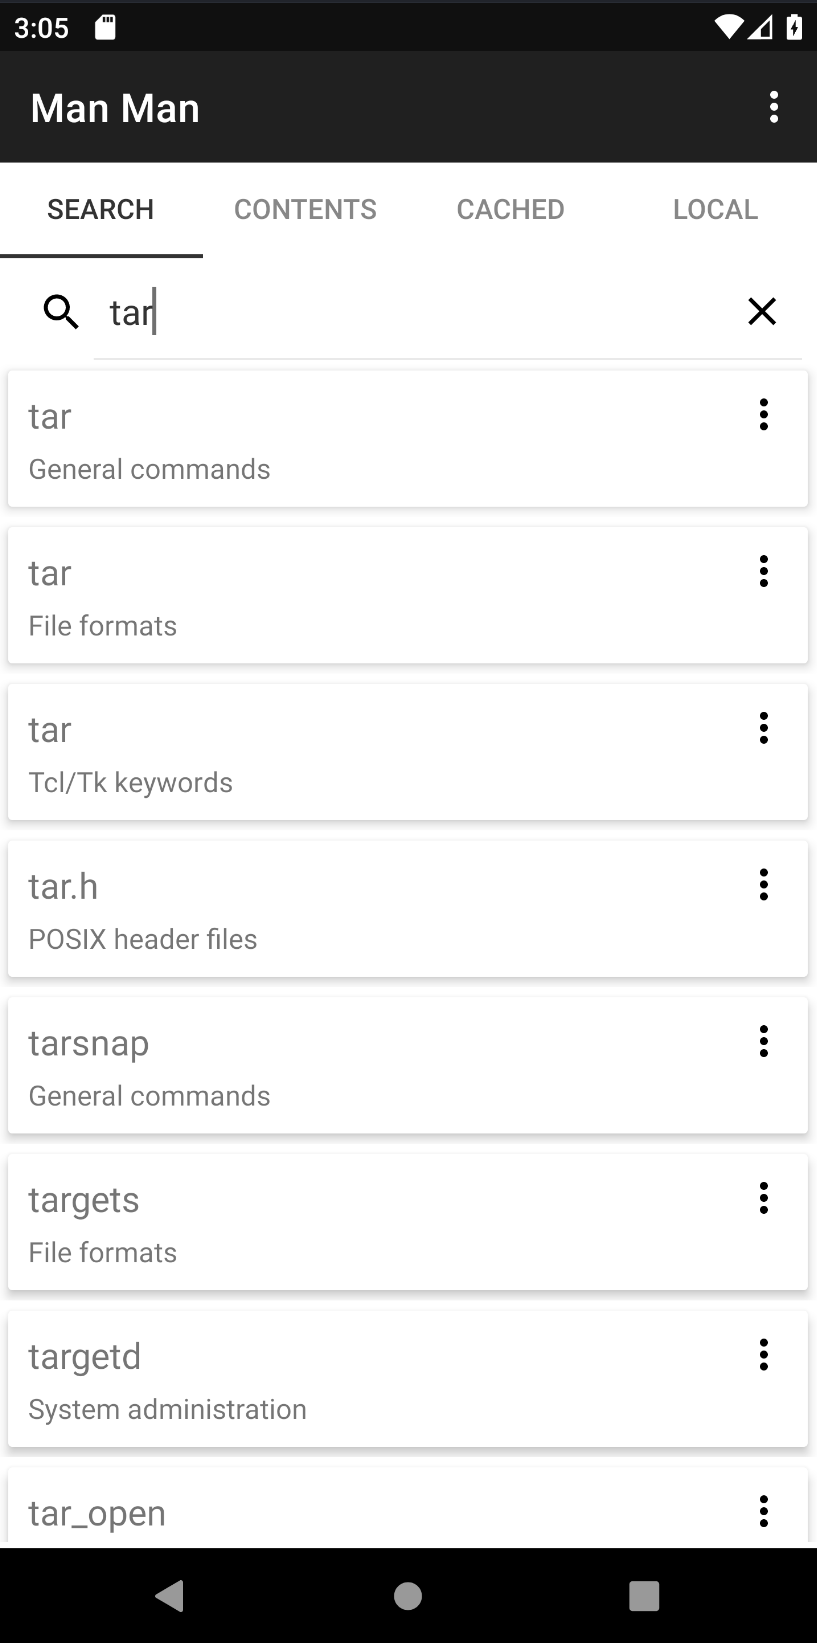 3:05
Man Man
SEARCH CONTENTS CACHED LOCAL
tar
tar
General commands
tar
File formats
tar
Tcl/Tk keywords
tar.h
POSIX header files
tarsnap
General commands
targets
File formats
targetd
System administration
tar_open